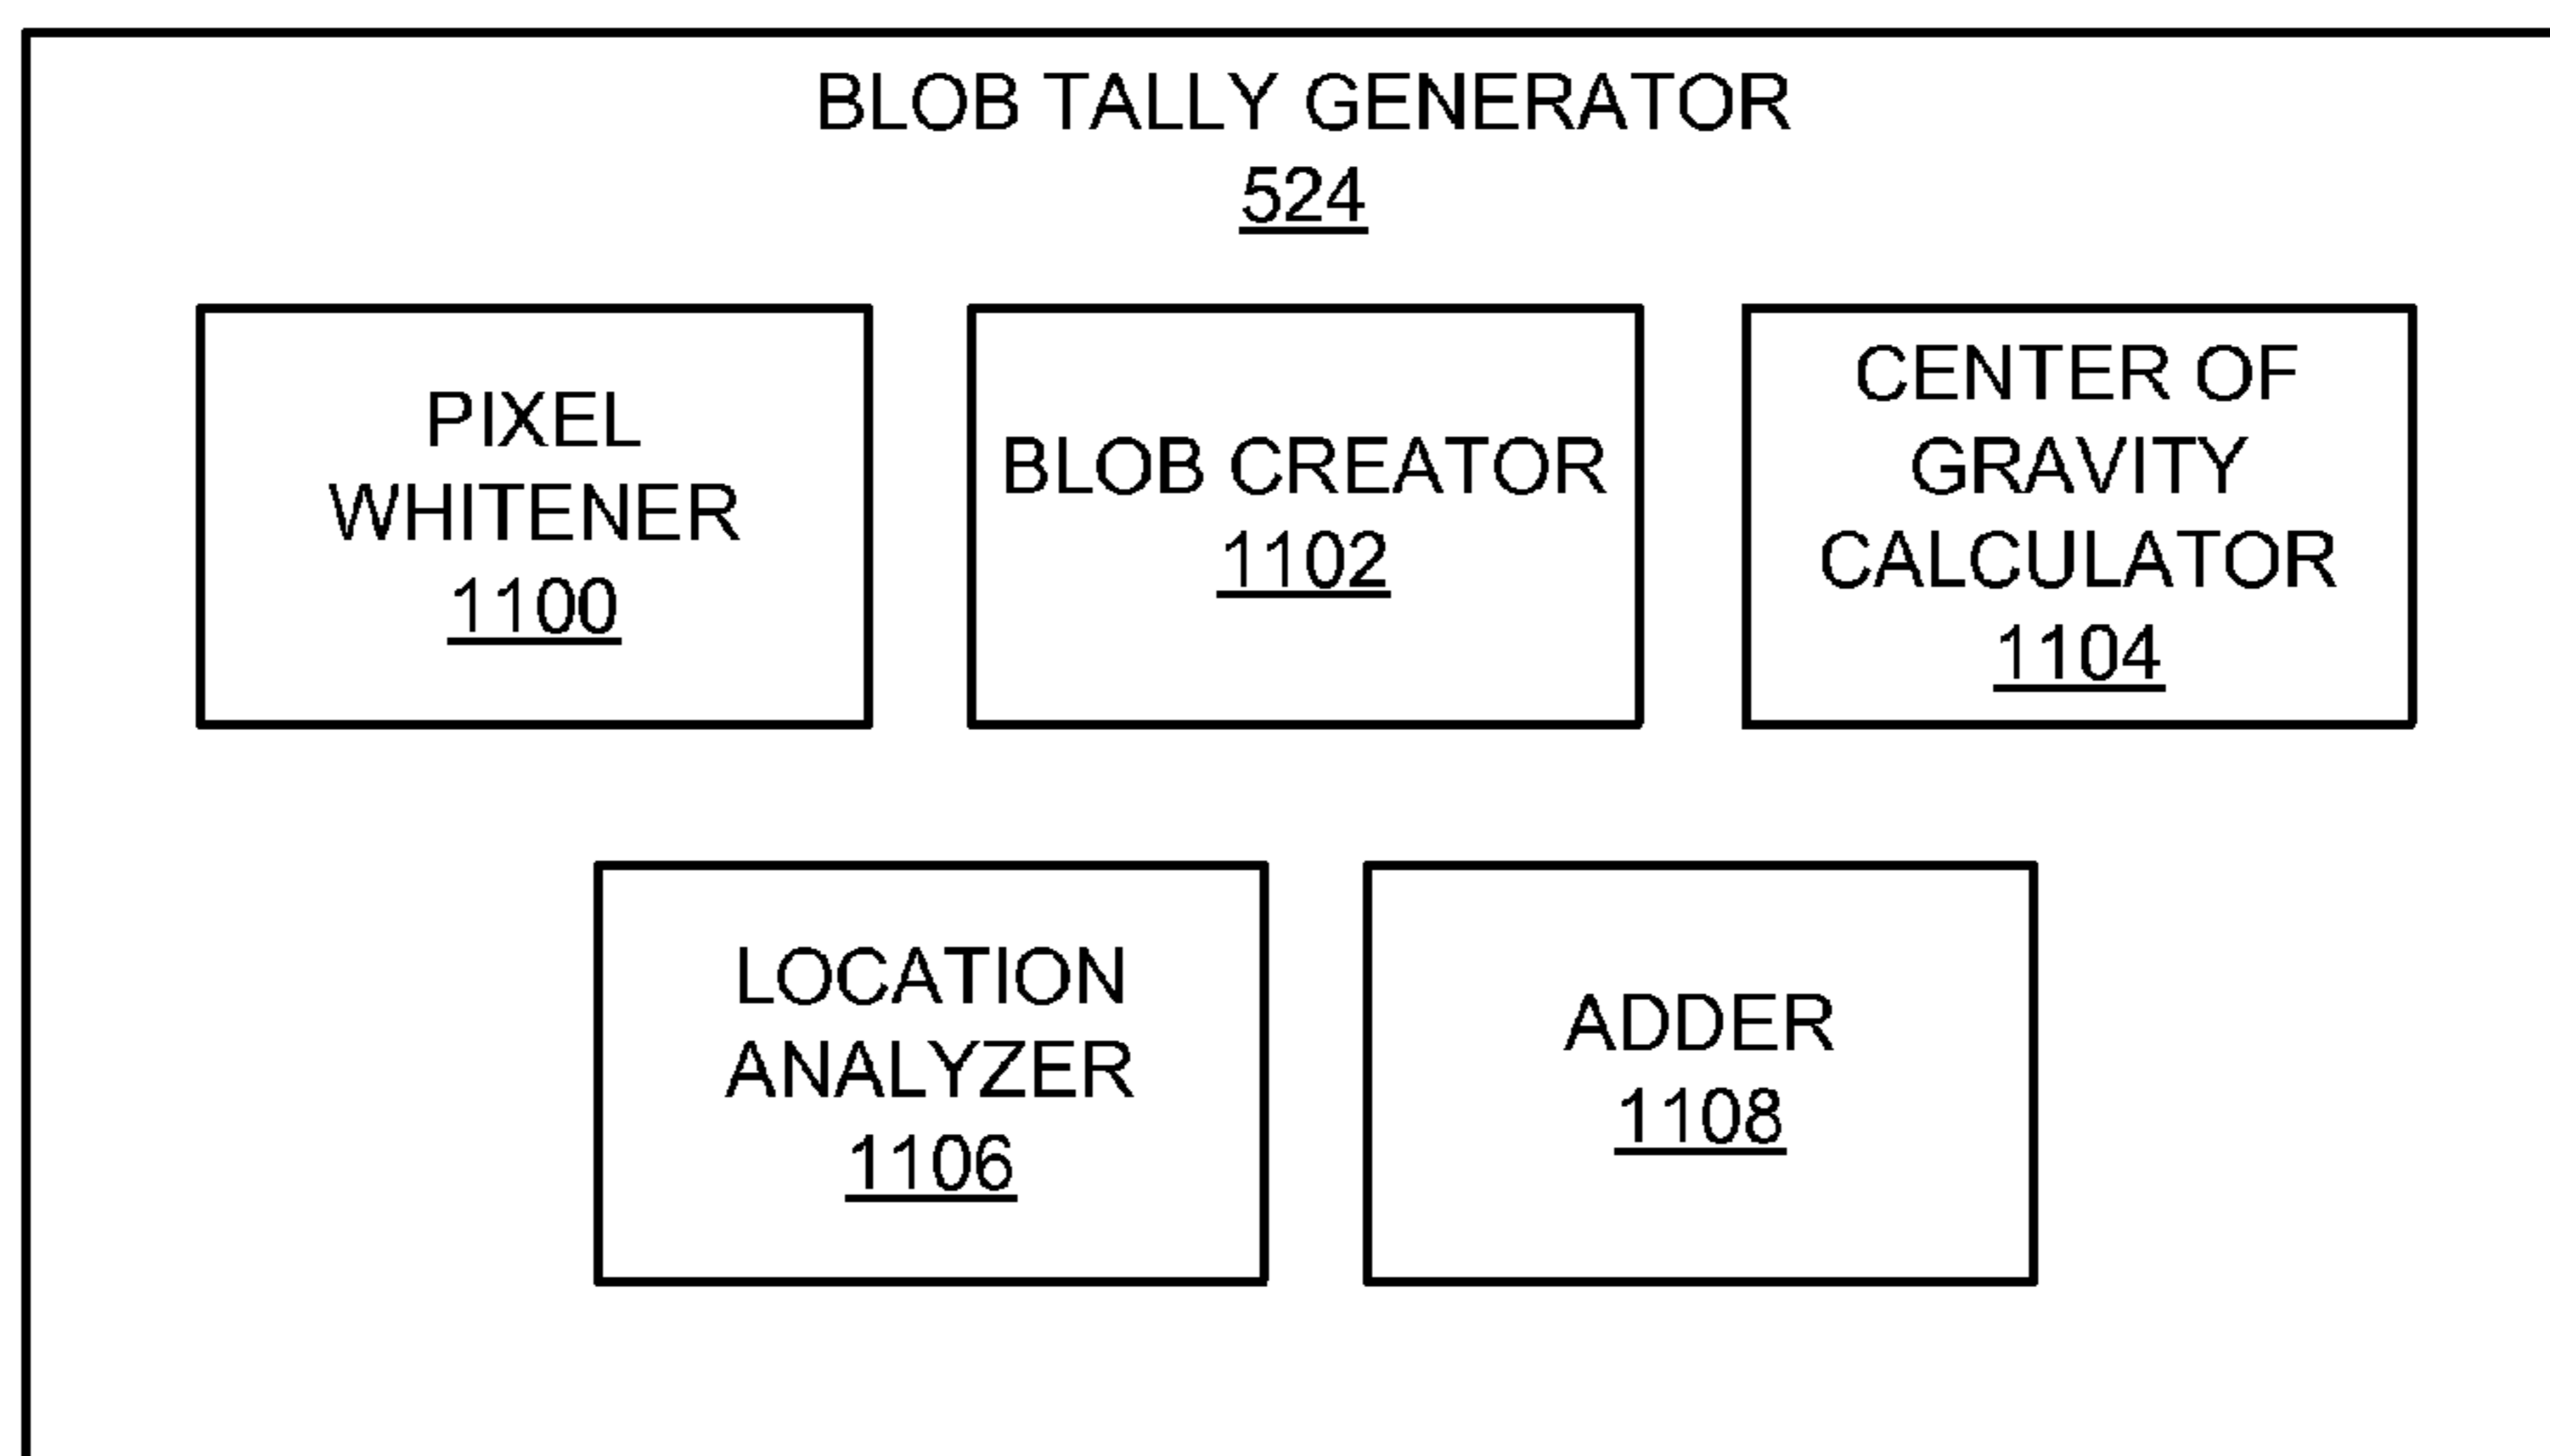 BLOB TALLY GENERATOR
524
PIXEL
WHITENER
1100
BLOB CREATOR
1102
CENTER OF
GRAVITY
CALCULATOR
1104
LOCATION
ANALYZER
1106
ADDER
1108